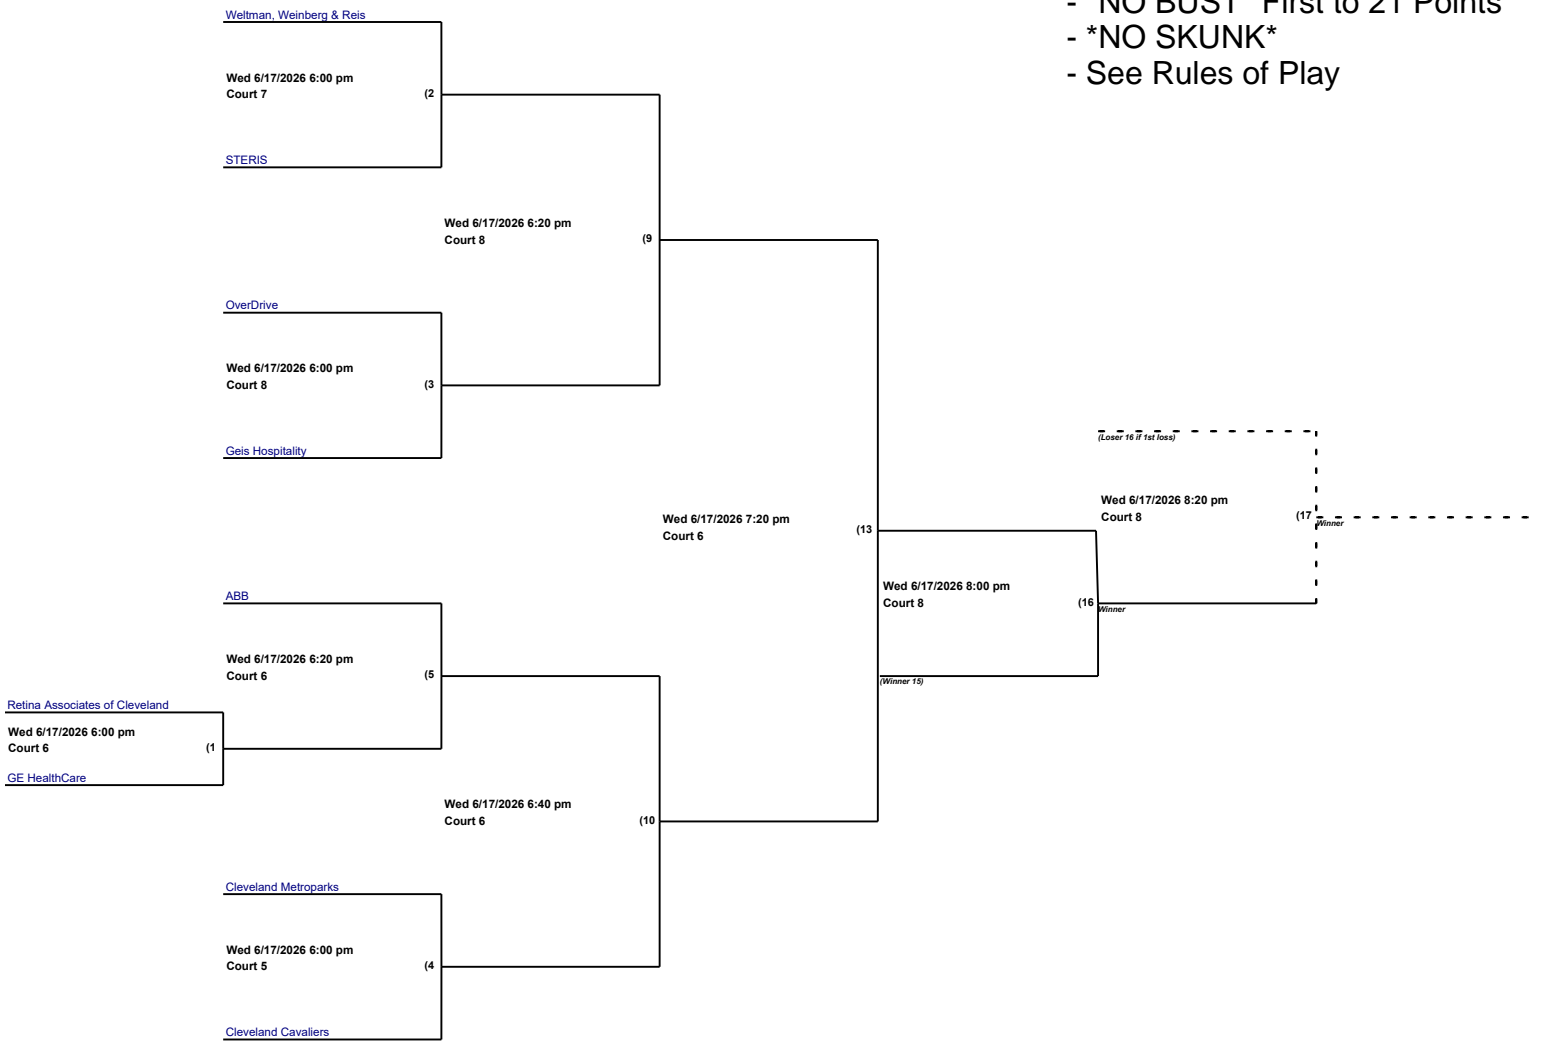 - *NO BUST* First to 21 Points
- *NO SKUNK*
- See Rules of Play
Weltman, Weinberg & Reis
Wed 6/17/2026 6:00 pm
Court 7
(2
STERIS
Wed 6/17/2026 6:20 pm
Court 8
(9
OverDrive
Wed 6/17/2026 6:00 pm
Court 8
(3
Geis Hospitality
(Loser 16 if 1st loss)
Wed 6/17/2026 8:20 pm
Court 8
(17
Winner
Wed 6/17/2026 7:20 pm
Court 6
(13
Wed 6/17/2026 8:00 pm
Court 8
(16
Winner
(Winner 15)
ABB
Wed 6/17/2026 6:20 pm
Court 6
(5
Retina Associates of Cleveland
Wed 6/17/2026 6:00 pm
Court 6
(1
GE HealthCare
Wed 6/17/2026 6:40 pm
Court 6
(10
Cleveland Metroparks
Wed 6/17/2026 6:00 pm
Court 5
(4
Cleveland Cavaliers